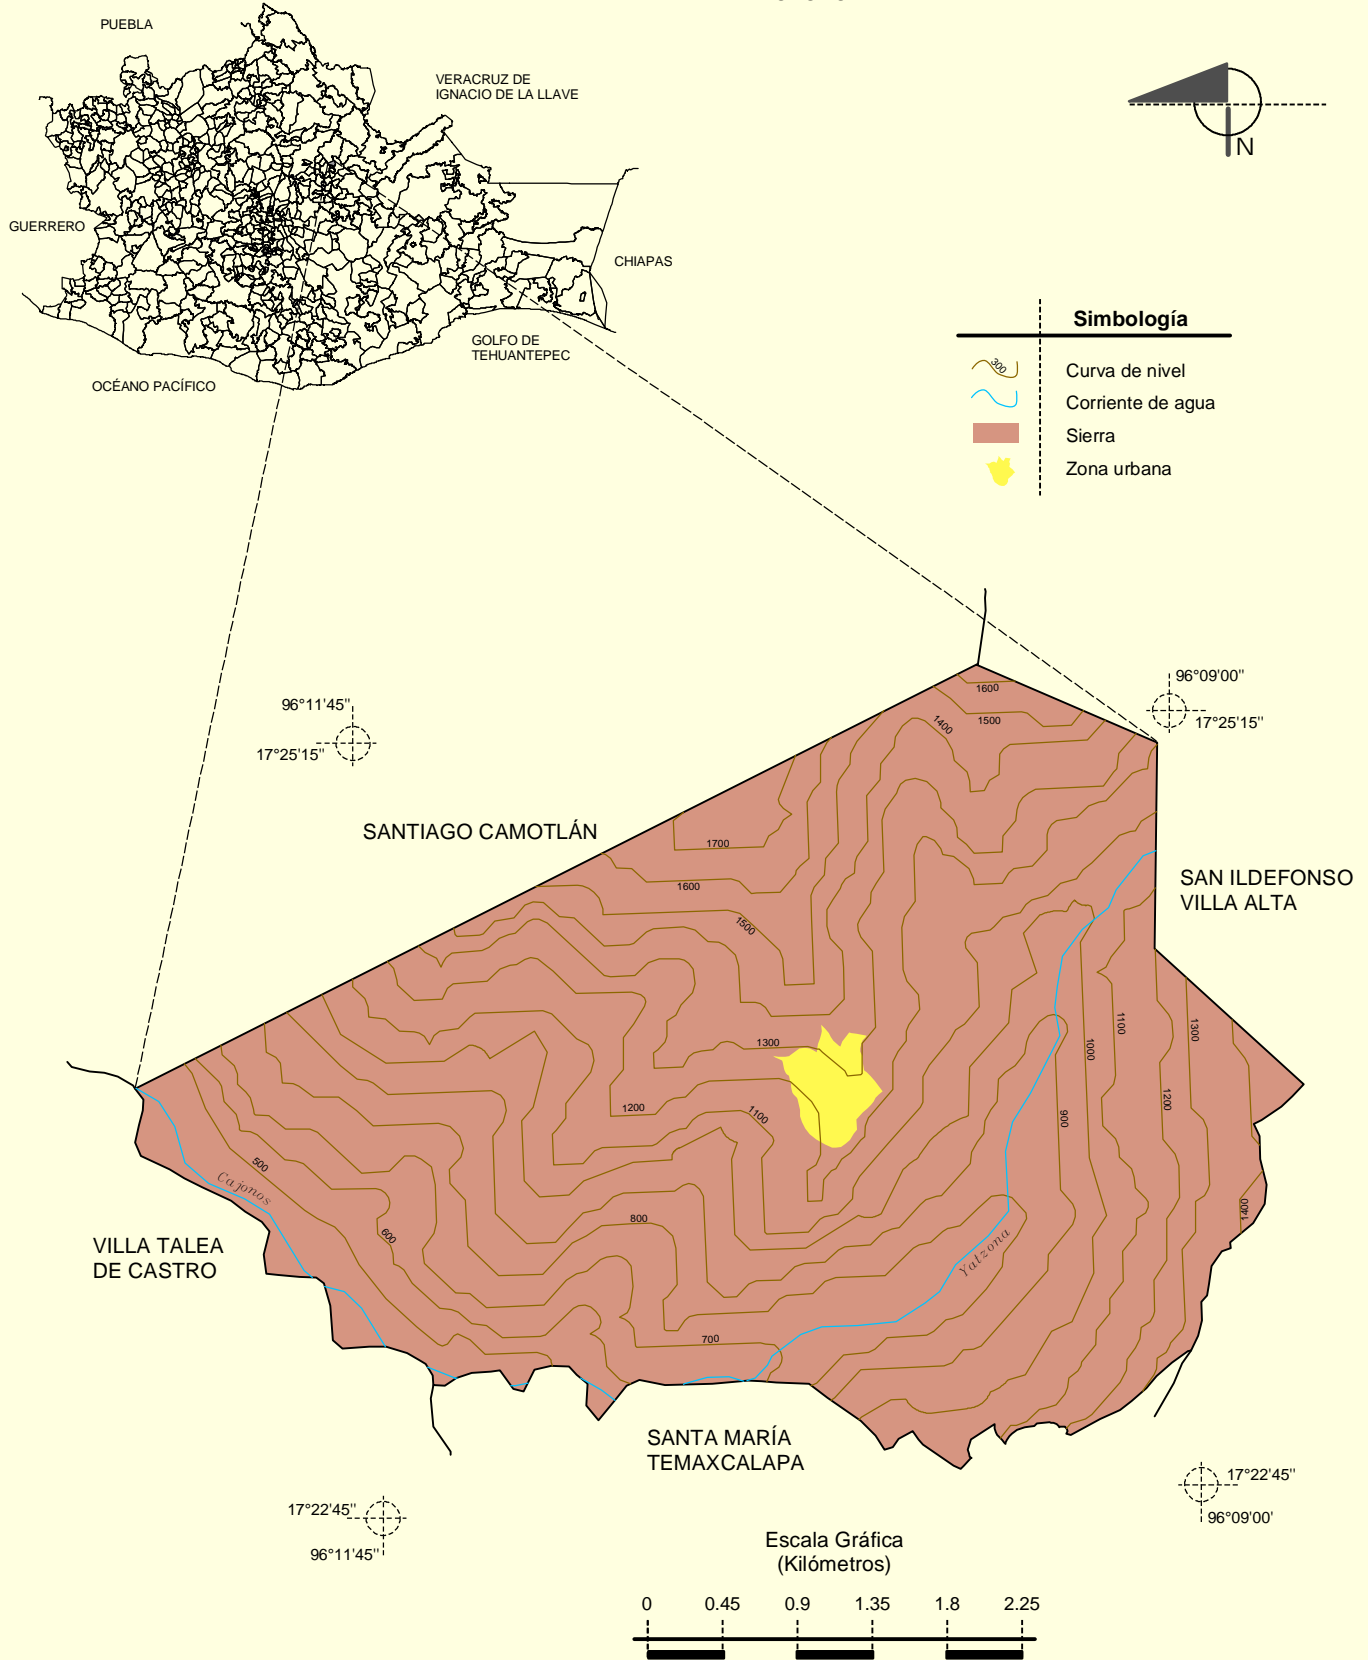 PUEBLA
VERACRUZ DE
IGNACIO DE LA LLAVE
N
GUERRERO
CHIAPAS
GOLFO DE
TEHUANTEPEC
OCÉANO PACÍFICO
Simbología
300
Curva de nivel
Corriente de agua
Sierra
Zona urbana
96°09'00"
17°25'15"
96°11'45"
17°25'15"
1600
1500
1400
SANTIAGO CAMOTLÁN
1700
1600
1500
SAN ILDEFONSO
VILLA ALTA
1300
1200
1100
1100
1000
900
1300
1200
1400
500
Cajonos
600
800
700
Yatzona
VILLA TALEA
DE CASTRO
SANTA MARÍA
TEMAXCALAPA
17°22'45"
96°11'45"
17°22'45"
96°09'00'
Escala Gráfica
(Kilómetros)
0 0.45 0.9 1.35 1.8 2.25